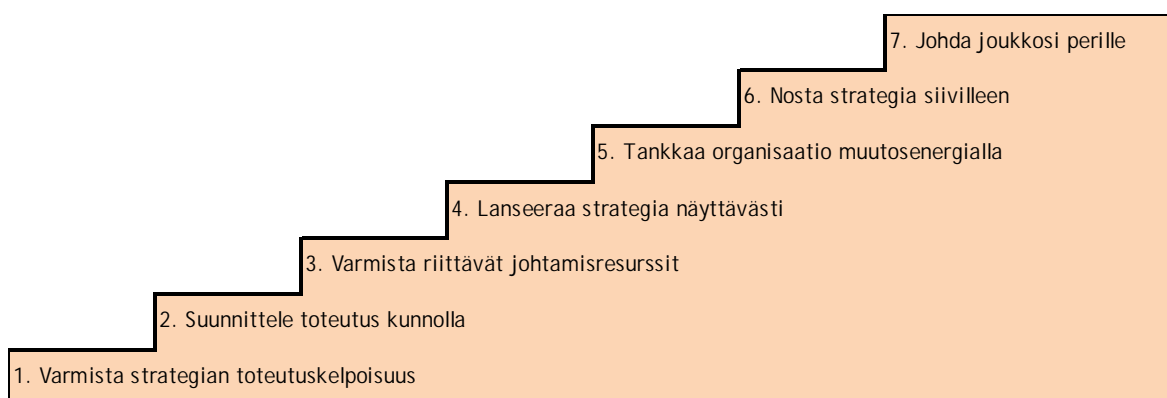 7. Johda joukkosi perille
6. Nosta strategia siivilleen
5. Tankkaa organisaatio muutosenergialla
4. Lanseeraa strategia näyttävästi
3. Varmista riittävät johtamisresurssit
2. Suunnittele toteutus kunnolla
1. Varmista strategian toteutuskelpoisuus